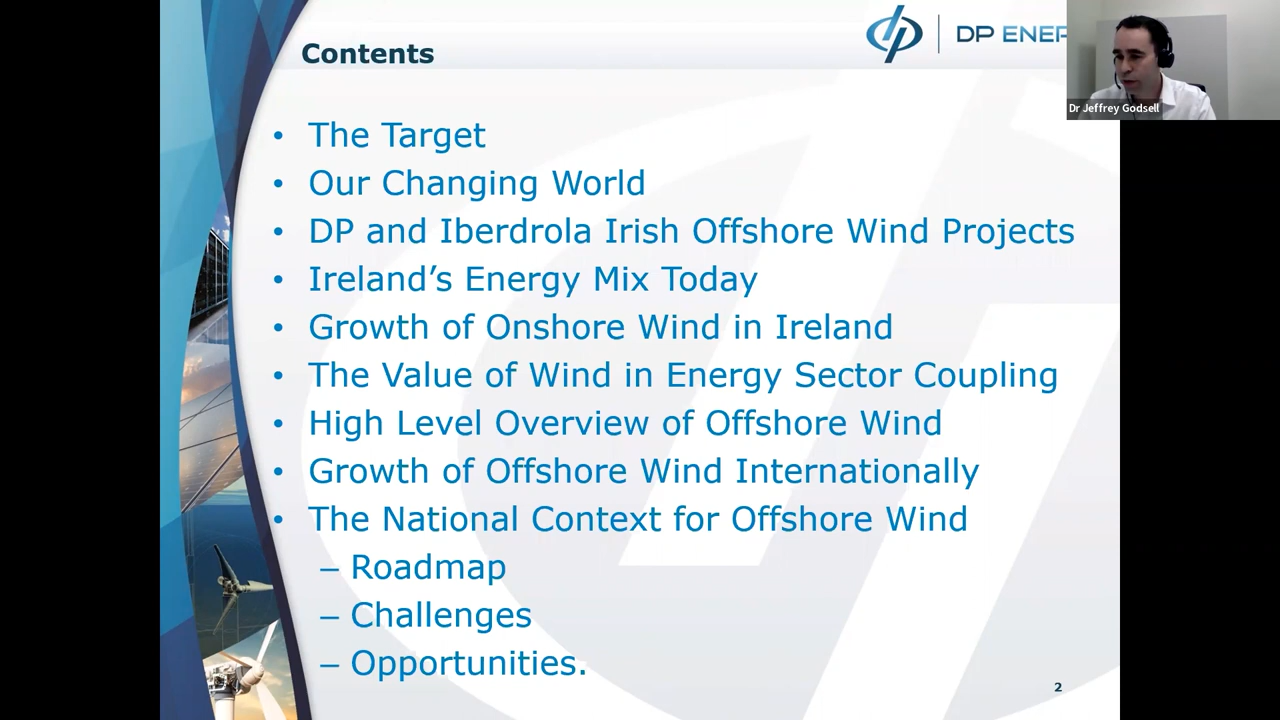 Contents
DP ENER
Dr Jeffrey Godsell
• The Target
• Our Changing World
• DP and Iberdrola Irish Offshore Wind Projects
• Ireland’s Energy Mix Today
• Growth of Onshore Wind in Ireland
• The Value of Wind in Energy Sector Coupling
• High Level Overview of Offshore Wind
• Growth of Offshore Wind Internationally
• The National Context for Offshore Wind
– Roadmap
– Challenges
– Opportunities.
2